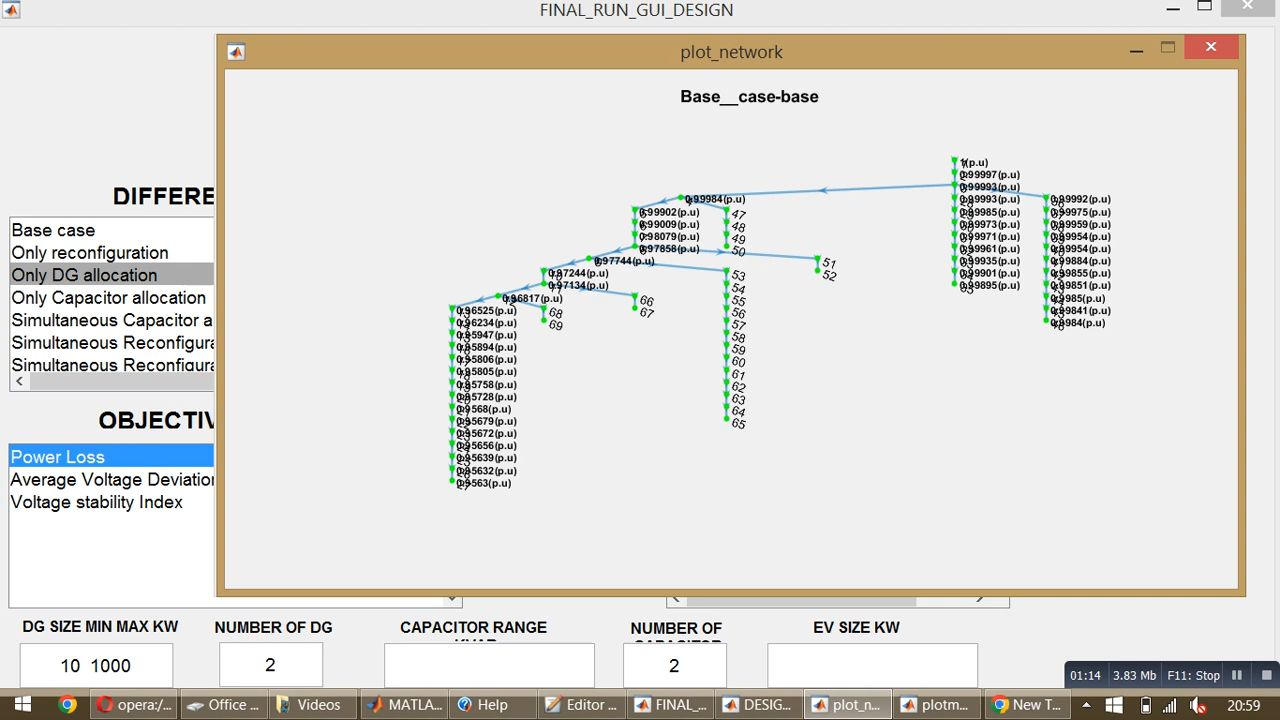 FINAL_RUN_GUI_DESIGN
plot_network
Base__case-base
1(p.u)
0.99997(p.u)
0.99993(p.u)
0.99993(p.u)
0.99985(p.u)
0.99973(p.u)
0.99971(p.u)
0.99961(p.u)
0.99935(p.u)
0.99901(p.u)
0.99895(p.u)
0.99992(p.u)
0.99975(p.u)
0.99959(p.u)
0.99954(p.u)
0.99954(p.u)
0.99884(p.u)
0.99855(p.u)
0.99851(p.u)
0.9985(p.u)
0.99841(p.u)
0.9984(p.u)
0.99984(p.u)
0.99902(p.u)
0.99009(p.u)
0.98079(p.u)
0.97858(p.u)
47
48
49
50
0.97744(p.u)
51
52
0.97244(p.u)
0.97134(p.u)
53
54
55
56
57
58
59
60
61
62
63
64
65
0.96817(p.u)
66
67
68
69
0.96525(p.u)
0.96234(p.u)
0.95947(p.u)
0.95894(p.u)
0.95806(p.u)
0.95805(p.u)
0.95758(p.u)
0.95728(p.u)
0.9568(p.u)
0.95679(p.u)
0.95672(p.u)
0.95656(p.u)
0.95639(p.u)
0.95632(p.u)
0.9563(p.u)
DIFFERE
Base case
Only reconfiguration
Only DG allocation
Only Capacitor allocation
Simultaneous Capacitor a
Simultaneous Reconfigura
Simultaneous Reconfigura
OBJECTIV
Power Loss
Average Voltage Deviation
Voltage stability Index
DG SIZE MIN MAX KW
10 1000
NUMBER OF DG
2
CAPACITOR RANGE
NUMBER OF
CAPACITOR
2
EV SIZE KW
01:14 3.83 MB F11: Stop
opera:/... Office ... Videos MATLA... Help Editor ... FINAL_... DESIG... plot_n... plotm... New T... 20:59